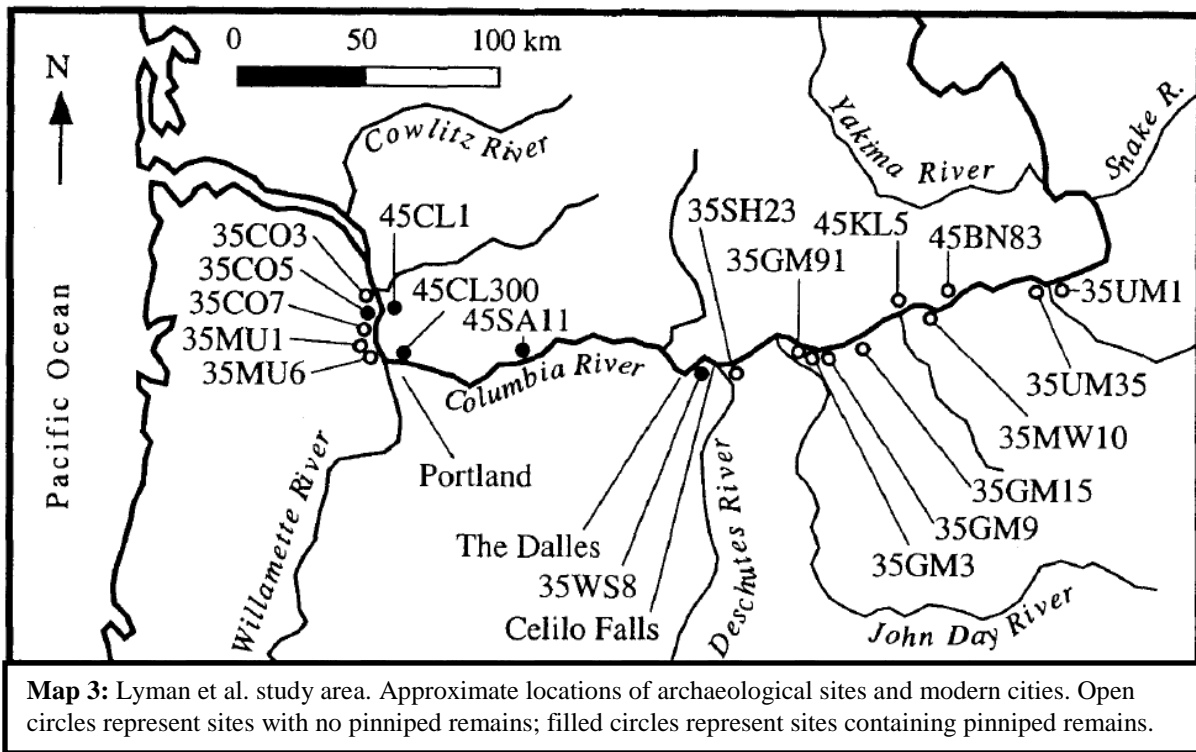 0 50 100 km
N
Cowlitz River
Yakima River
Snake R.
35SH23
45CL1
45KL5
35CO3
45BN83
35GM91
35CO5
45CL300
35CO7
45SA11
35UM1
35MU1
35MU6
Columbia River
Pacific Ocean
35UM35
35MW10
Portland
35GM15
Willamette River
Deschutes River
35GM9
The Dalles
35GM3
35WS8
Celilo Falls
John Day River
Map 3: Lyman et al. study area. Approximate locations of archaeological sites and modern cities. Open
circles represent sites with no pinniped remains; filled circles represent sites containing pinniped remains.